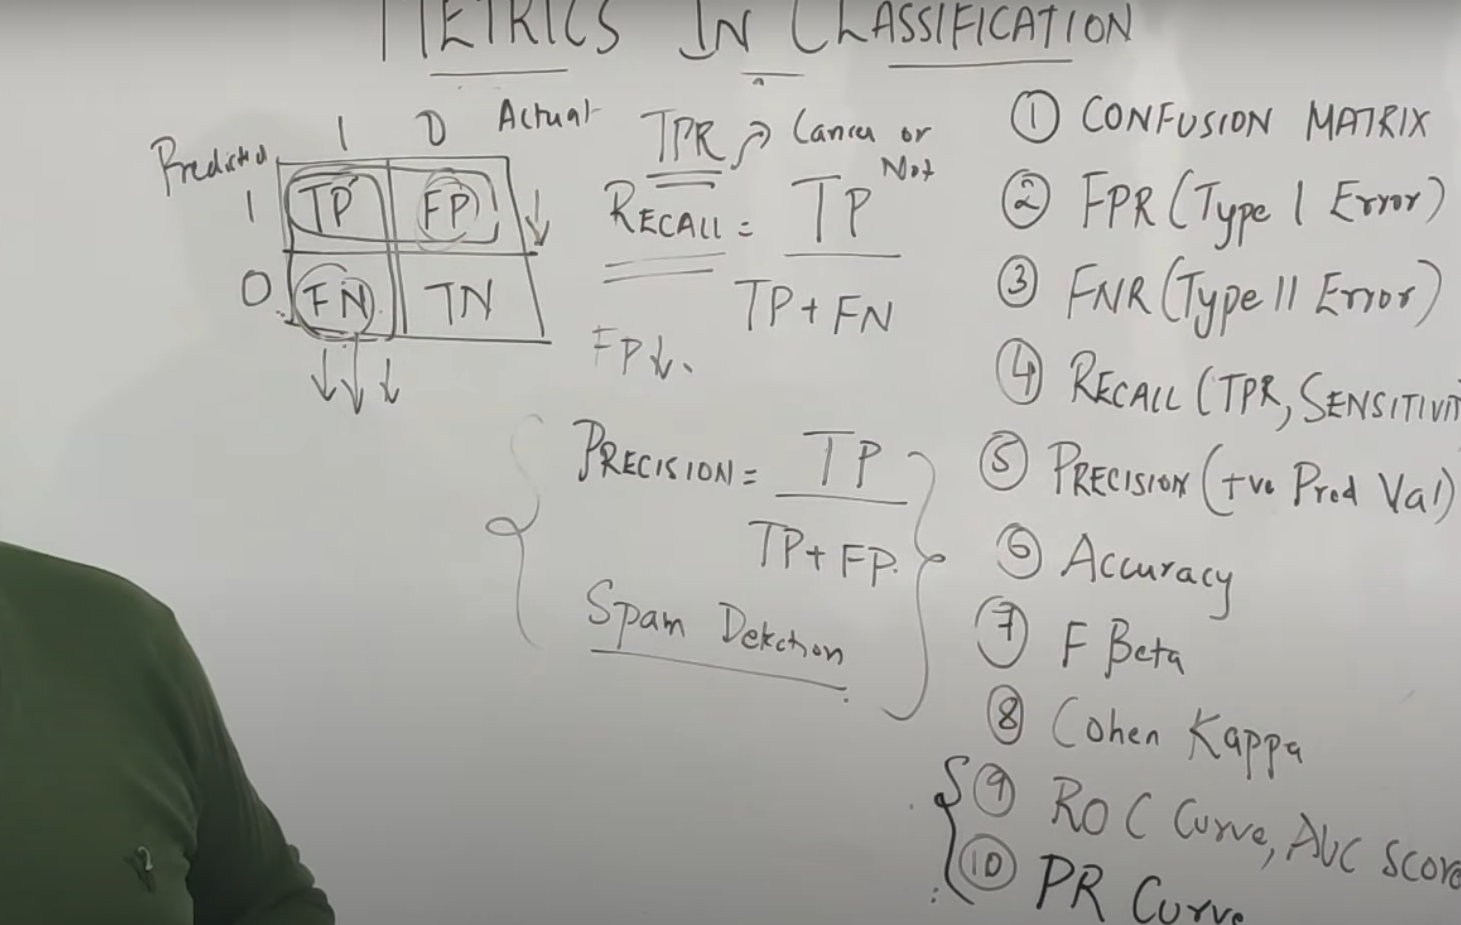 METRICS IN CLASSIFICATION
1 0 Actual
Predicted
1 TP FP
0 FN TN
TPR → Cancer or Not
RECALL = TP
TP + FN
FP↓.
PRECISION = TP
TP + FP.
Spam Detection
① CONFUSION MATRIX
② FPR (Type I Error)
③ FNR (Type II Error)
④ RECALL (TPR, SENSITIVIT
⑤ PRECISION (+ve Pred Val)
⑥ Accuracy
⑦ F Beta
⑧ Cohen Kappa
⑨ ROC Curve, AUC Score
⑩ PR Curve